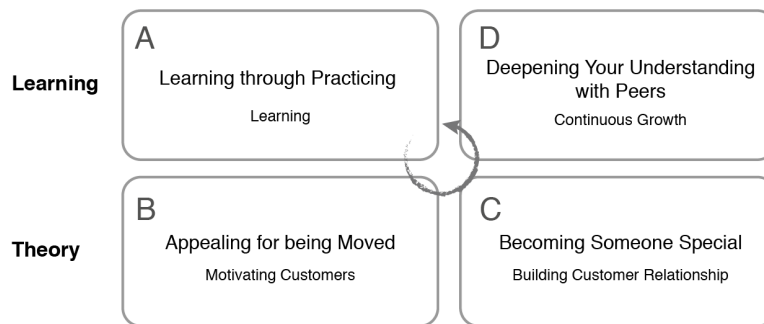 Learning
A
Learning through Practicing
Learning
D
Deepening Your Understanding
with Peers
Continuous Growth
Theory
B
Appealing for being Moved
Motivating Customers
C
Becoming Someone Special
Building Customer Relationship